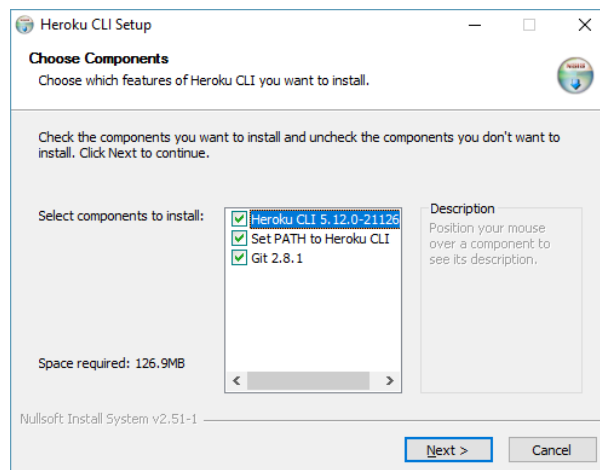 Heroku CLI Setup
Choose Components
Choose which features of Heroku CLI you want to install.
Check the components you want to install and uncheck the components you don't want to
install. Click Next to continue.
Select components to install:
Heroku CLI 5.12.0-21126
Set PATH to Heroku CLI
Git 2.8.1
Description
Position your mouse
over a component to
see its description.
Space required: 126.9MB
Nullsoft Install System v2.51-1
Next >
Cancel